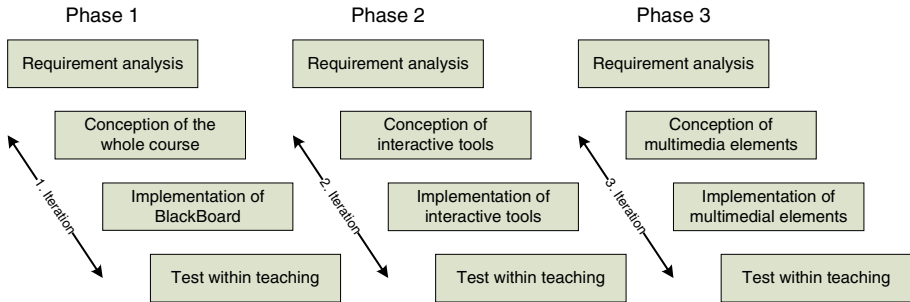 Phase 1
Requirement analysis
Conception of the
whole course
Implementation of
BlackBoard
Test within teaching
1. Iteration
Phase 2
Requirement analysis
Conception of
interactive tools
Implementation of
interactive tools
Test within teaching
2. Iteration
Phase 3
Requirement analysis
Conception of
multimedia elements
Implementation of
multimedial elements
Test within teaching
3. Iteration